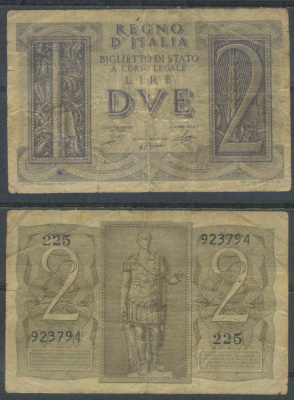 REGNO
D'ITALIA
BIGLIETTO DI STATO
A CORSO LEGALE
LIRE
DVE
2
225
923794
2
2
923794
225